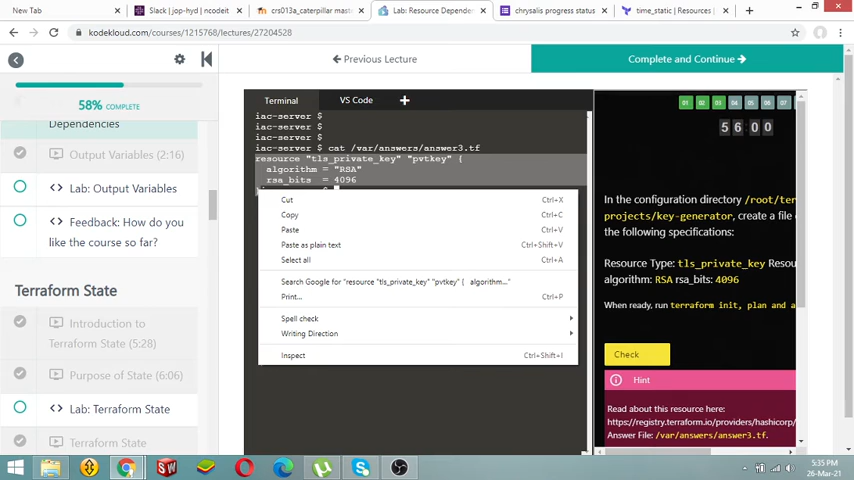 New Tab
Slack | jop-hyd | ncodeit
crs013a_caterpillar mast
Lab: Resource Depende
chrysalis progress status
time_static | Resources |
kodekloud.com/courses/1215768/lectures/27204528
Previous Lecture
Complete and Continue
58% COMPLETE
Dependencies
Output Variables (2:16)
Lab: Output Variables
Feedback: How do you
like the course so far?
Terraform State
Introduction to
Terraform State (5:28)
Purpose of State (6:06)
Lab: Terraform State
Terraform State
Terminal
VS Code
iac-server $
iac-server $
iac-server $
iac-server $ cat /var/answers/answer3.tf
resource "tls_private_key" "pvtkey" {
algorithm = "RSA"
rsa_bits = 4096
Cut Ctrl+X
Copy Ctrl+C
Paste Ctrl+V
Paste as plain text Ctrl+Shift+V
Select all Ctrl+A
Search Google for "resource "tls_private_key" "pvtkey" { algorithm..."
Print... Ctrl+P
Spell check
Writing Direction
Inspect Ctrl+Shift+I
01 02 03 04 05 06 07
56:00
In the configuration directory /root/ter
projects/key-generator, create a file c
the following specifications:
Resource Type: tls_private_key Resou
algorithm: RSA rsa_bits: 4096
When ready, run terraform init, plan and a
Check
Hint
Read about this resource here:
https://registry.terraform.io/providers/hashicorp/
Answer File: /var/answers/answer3.tf.
5:35 PM
26-Mar-21